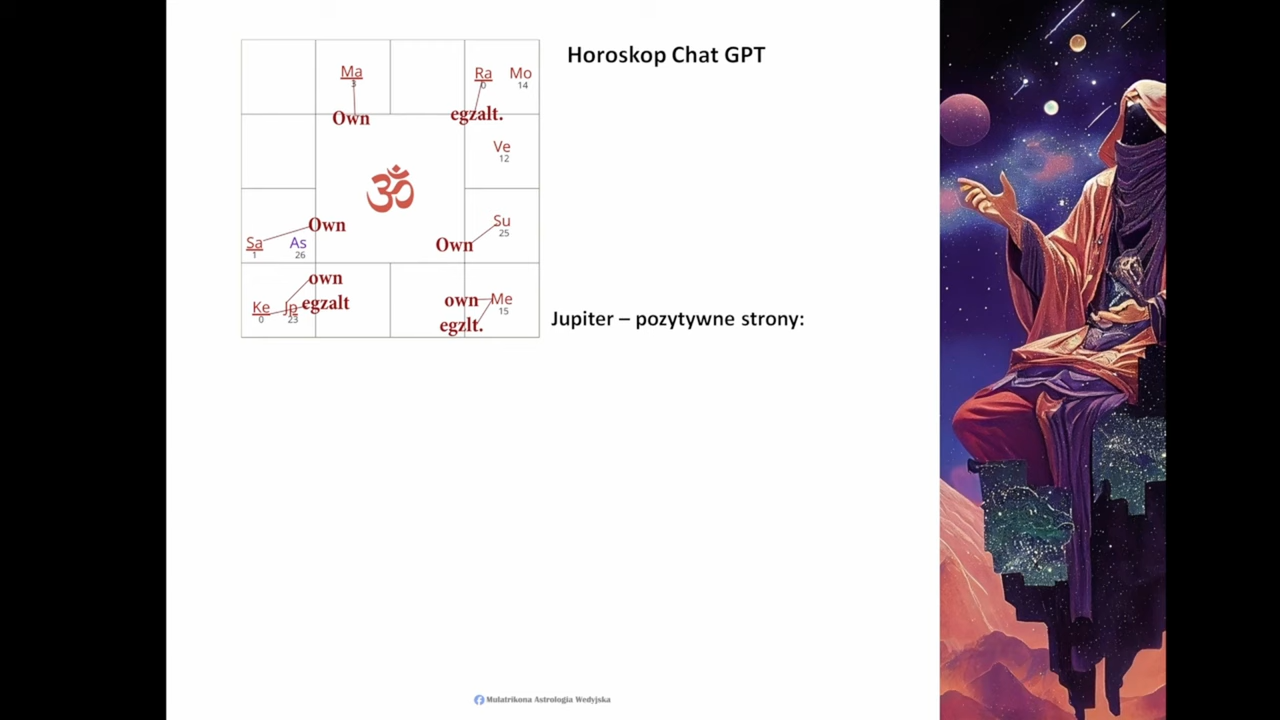 Horoskop Chat GPT
Ma
3
Own
Ra Mo
0 14
egzalt.
Ve
12
ॐ
Own
Sa As
1 26
Su
25
Own
own
egzalt
Ke Jp
0 23
own Me
15
egzlt.
Jupiter – pozytywne strony:
Mulatrikona Astrologia Wedyjska